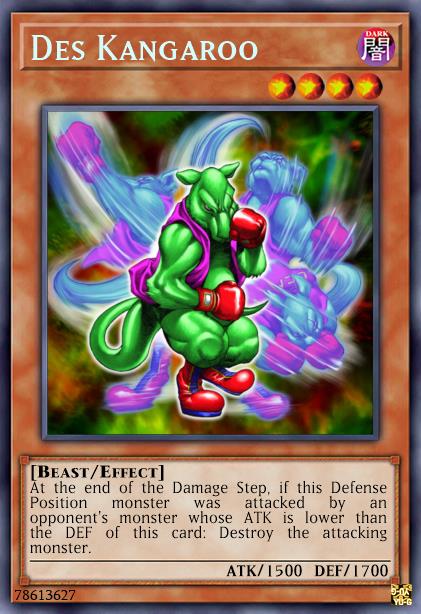 Des Kangaroo
DARK
闇
[Beast/Effect]
At the end of the Damage Step, if this Defense
Position monster was attacked by an
opponent's monster whose ATK is lower than
the DEF of this card: Destroy the attacking
monster.
ATK/1500 DEF/1700
78613627